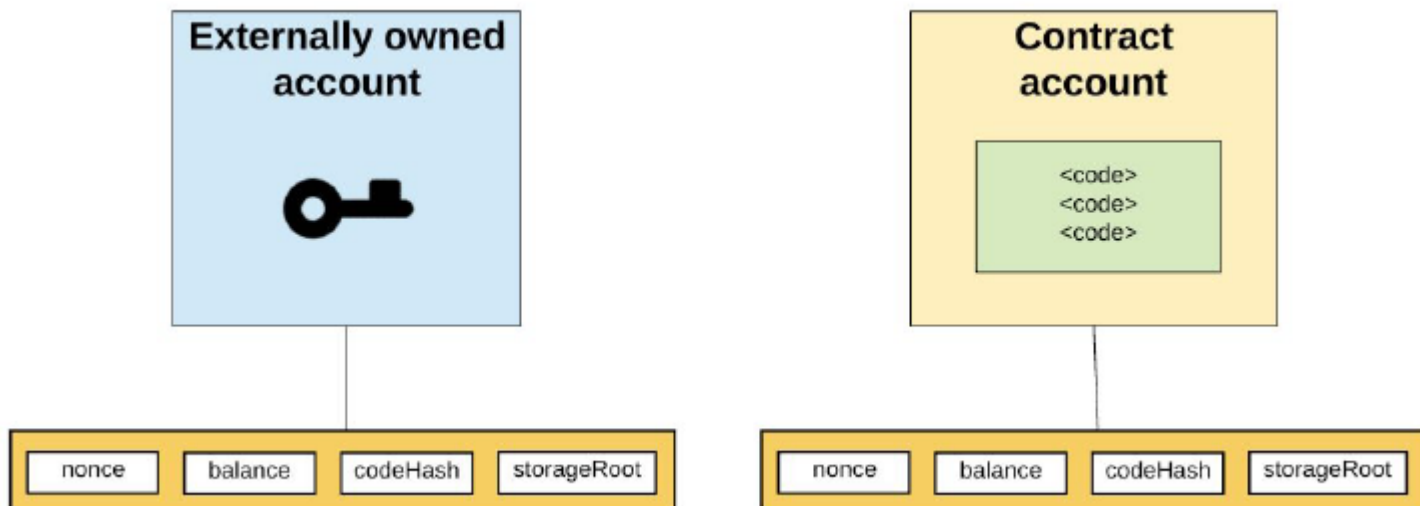 Externally owned
account
Contract
account
<code>
<code>
<code>
nonce
balance
codeHash
storageRoot
nonce
balance
codeHash
storageRoot